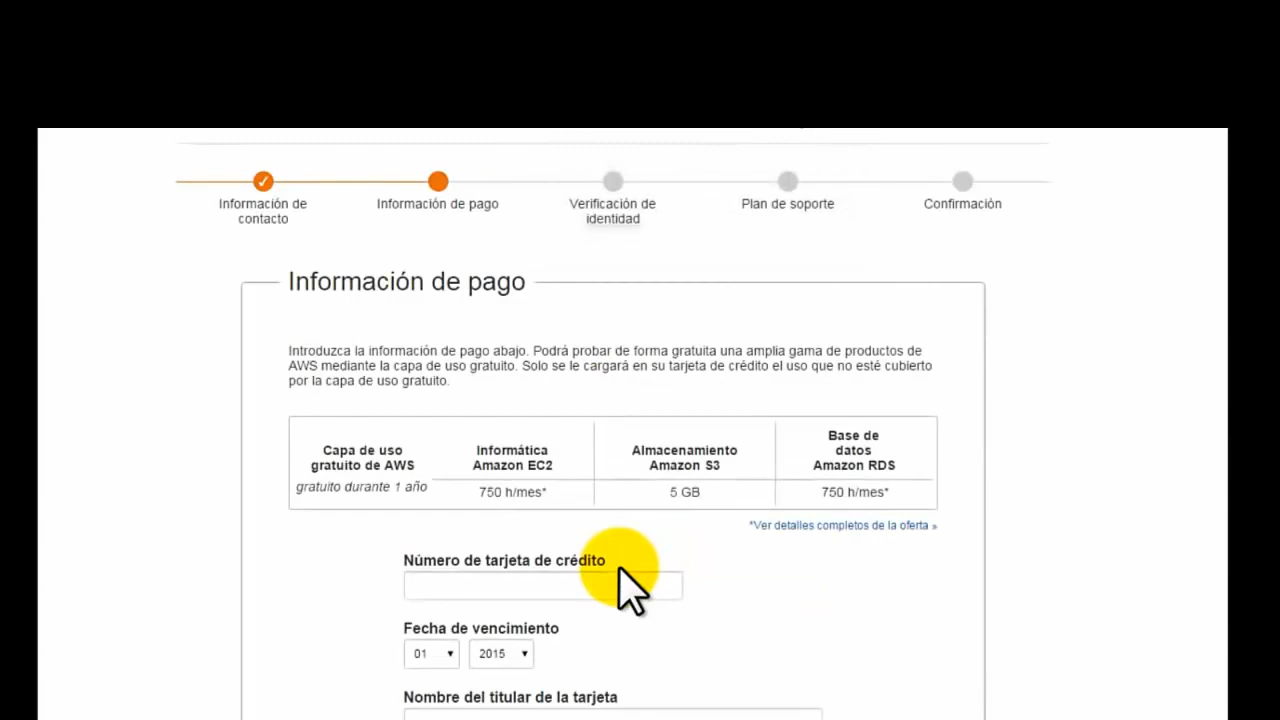 Información de
contacto
Información de pago
Verificación de
identidad
Plan de soporte
Confirmación
Información de pago
Introduzca la información de pago abajo. Podrá probar de forma gratuita una amplia gama de productos de
AWS mediante la capa de uso gratuito. Solo se le cargará en su tarjeta de crédito el uso que no esté cubierto
por la capa de uso gratuito.
Capa de uso
gratuito de AWS
gratuito durante 1 año
Informática
Amazon EC2
750 h/mes*
Almacenamiento
Amazon S3
5 GB
Base de
datos
Amazon RDS
750 h/mes*
*Ver detalles completos de la oferta »
Número de tarjeta de crédito
Fecha de vencimiento
01 2015
Nombre del titular de la tarjeta